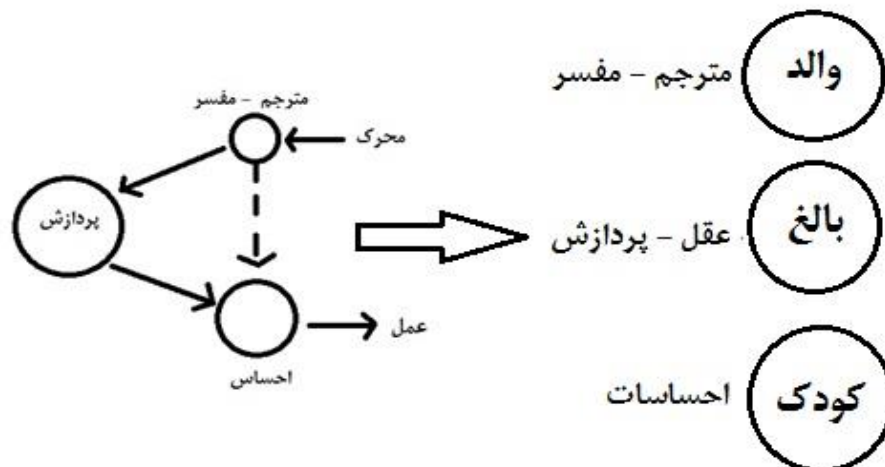 مترجم - مفسر
محرک
پردازش
عمل
احساس
والد
مترجم - مفسر
بالغ
عقل - پردازش
کودک
احساسات